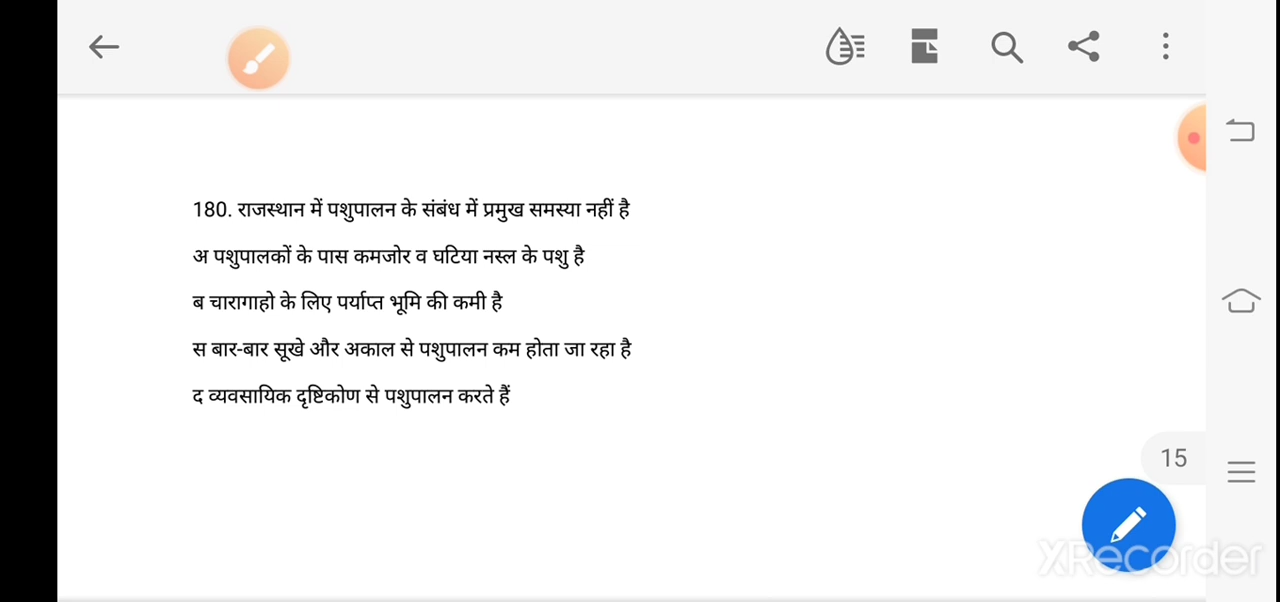 180. राजस्थान में पशुपालन के संबंध में प्रमुख समस्या नहीं है
अ पशुपालकों के पास कमजोर व घटिया नस्ल के पशु है
ब चारागाहो के लिए पर्याप्त भूमि की कमी है
स बार-बार सूखे और अकाल से पशुपालन कम होता जा रहा है
द व्यवसायिक दृष्टिकोण से पशुपालन करते हैं
15
XRecorder